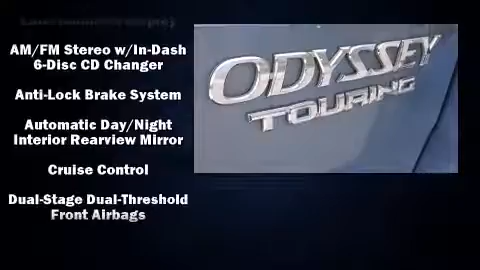 AM/FM Stereo w/In-Dash
6-Disc CD Changer
Anti-Lock Brake System
Automatic Day/Night
Interior Rearview Mirror
Cruise Control
Dual-Stage Dual-Threshold
Front Airbags
ODYSSEY
TOURING